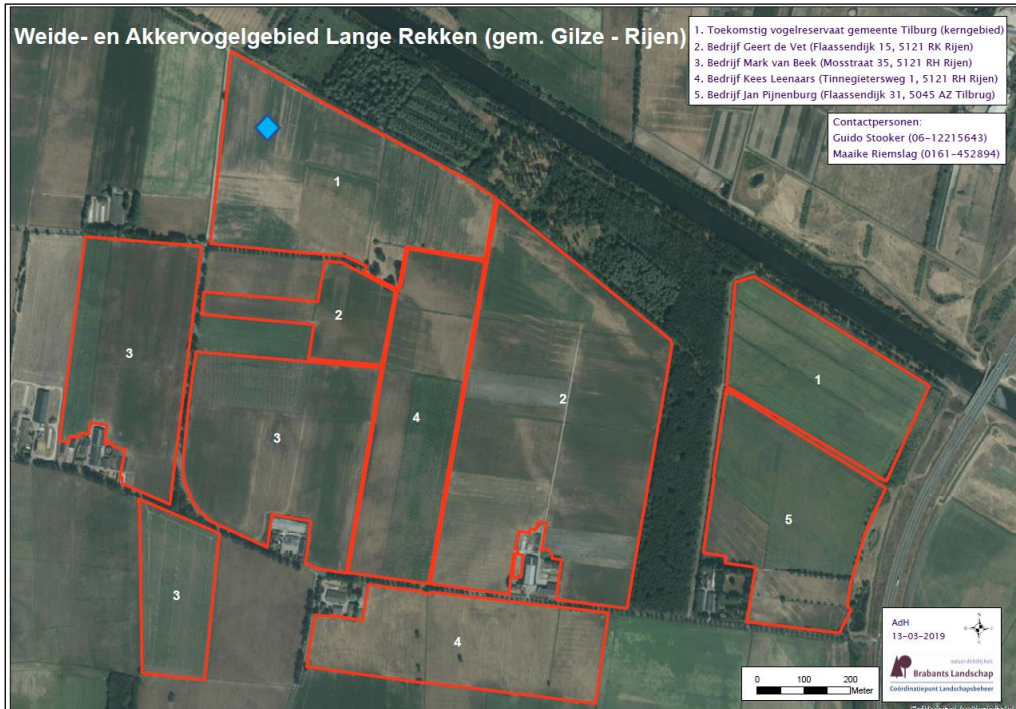 Weide- en Akkervogelgebied Lange Rekken (gem. Gilze - Rijen)
1. Toekomstig vogelreservaat gemeente Tilburg (kerngebied)
2. Bedrijf Geert de Vet (Flaassendijk 15, 5121 RK Rijen)
3. Bedrijf Mark van Beek (Mosstraat 35, 5121 RH Rijen)
4. Bedrijf Kees Leenaars (Tinnegietersweg 1, 5121 RH Rijen)
5. Bedrijf Jan Pijnenburg (Flaassendijk 31, 5045 AZ Tilbrug)
Contactpersonen:
Guido Stooker (06-12215643)
Maaike Riemslag (0161-452894)
1
2
3
4
2
3
1
5
3
4
AdH
13-03-2019
Brabants Landschap
Coördinatiepunt Landschapsbeheer
0 100 200
Meter